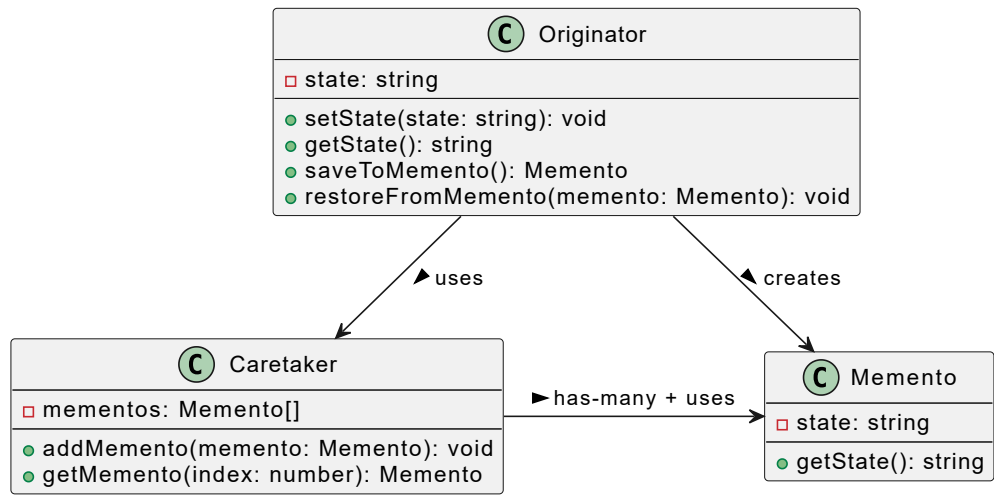 C Originator
state: string
setState(state: string): void
getState(): string
saveToMemento(): Memento
restoreFromMemento(memento: Memento): void
uses
creates
C Caretaker
mementos: Memento[]
addMemento(memento: Memento): void
getMemento(index: number): Memento
has-many + uses
C Memento
state: string
getState(): string